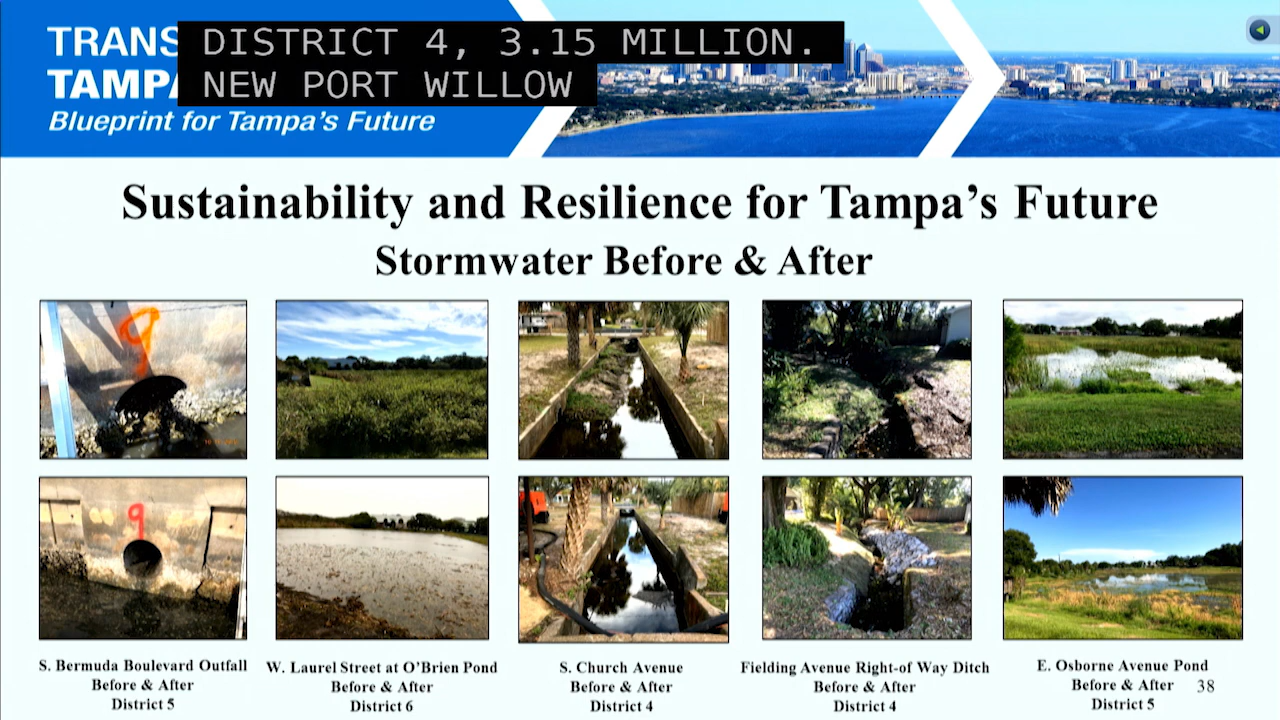 TRANS
TAMPA
Blueprint for Tampa's Future
DISTRICT 4, 3.15 MILLION.
NEW PORT WILLOW
Sustainability and Resilience for Tampa's Future
Stormwater Before & After
9
9
S. Bermuda Boulevard Outfall
Before & After
District 5
W. Laurel Street at O'Brien Pond
Before & After
District 6
S. Church Avenue
Before & After
District 4
Fielding Avenue Right-of Way Ditch
Before & After
District 4
E. Osborne Avenue Pond
Before & After
District 5
38